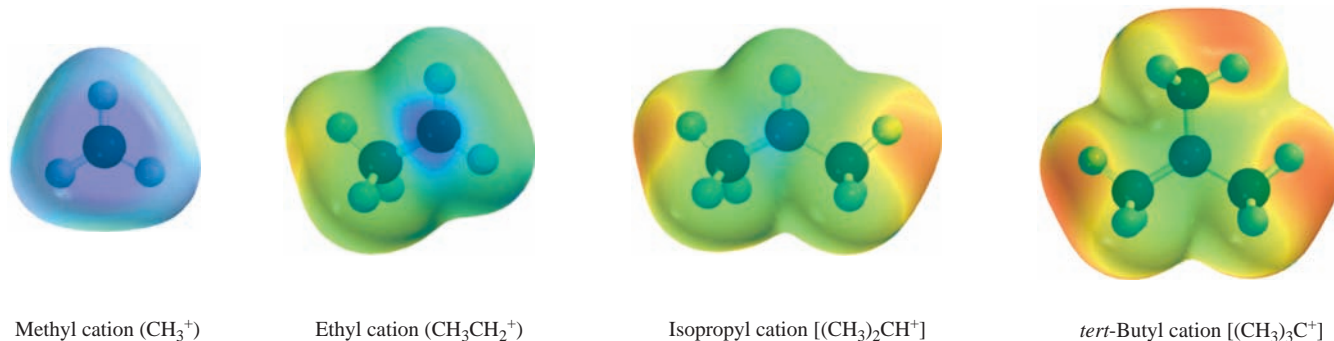 Methyl cation (CH₃⁺) Ethyl cation (CH₃CH₂⁺) Isopropyl cation [(CH₃)₂CH⁺] tert-Butyl cation [(CH₃)₃C⁺]